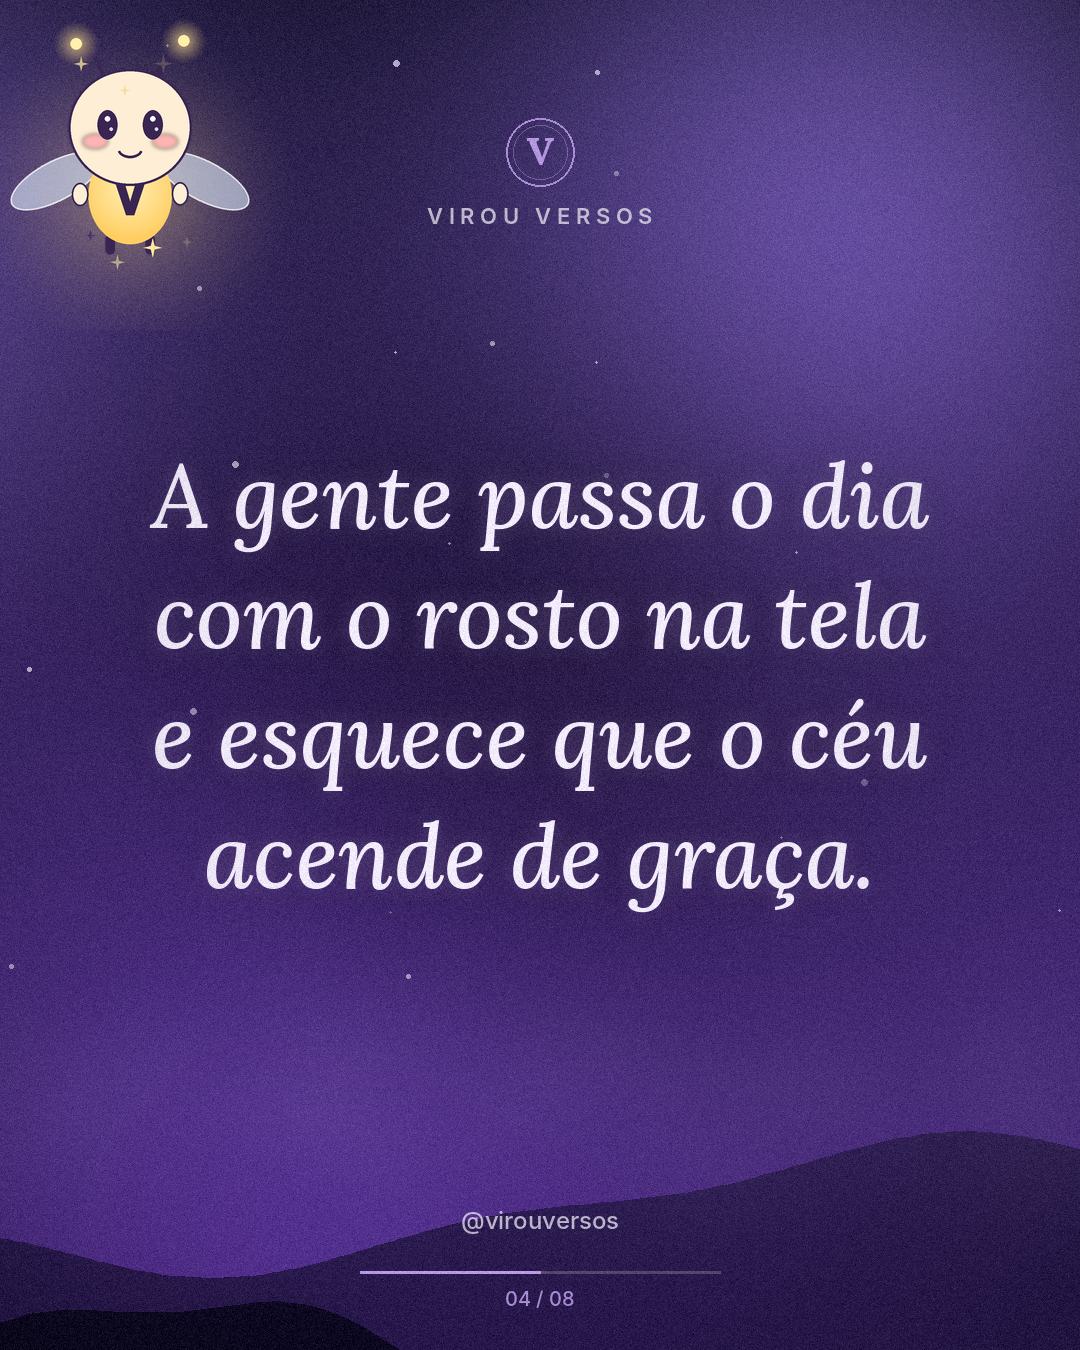 V
VIROU VERSOS
V
A gente passa o dia
com o rosto na tela
e esquece que o céu
acende de graça.
@virouversos
04 / 08